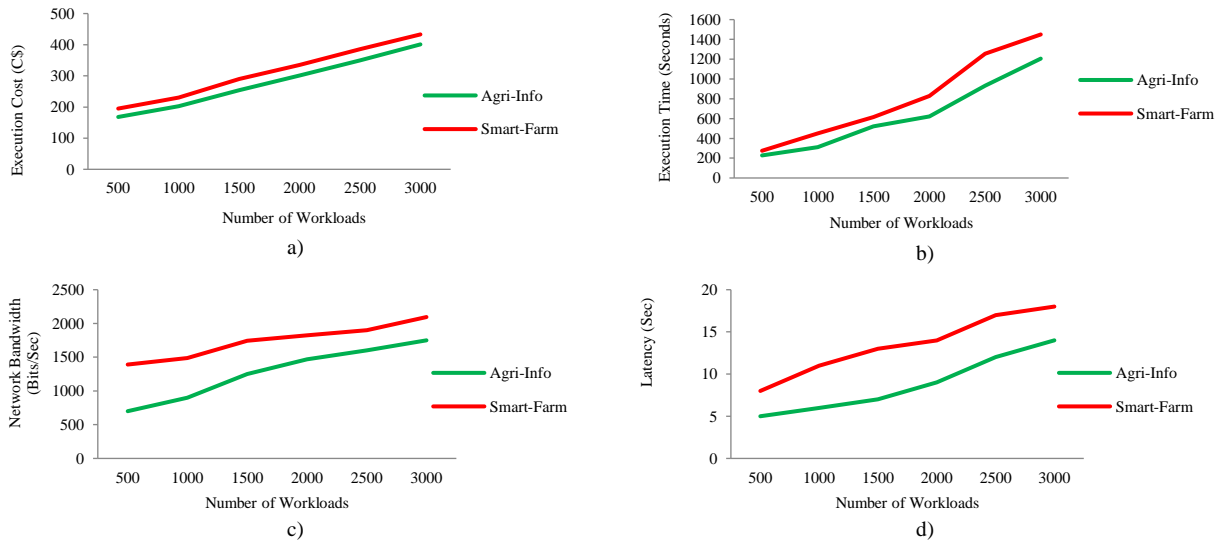 Execution Cost (C$)
500
400
300
200
100
0
500 1000 1500 2000 2500 3000
Number of Workloads
Agri-Info
Smart-Farm
a)
Execution Time (Seconds)
1600
1400
1200
1000
800
600
400
200
0
500 1000 1500 2000 2500 3000
Number of Workloads
Agri-Info
Smart-Farm
b)
Network Bandwidth
(Bits/Sec)
2500
2000
1500
1000
500
0
500 1000 1500 2000 2500 3000
Number of Workloads
Agri-Info
Smart-Farm
c)
Latency (Sec)
20
15
10
5
0
500 1000 1500 2000 2500 3000
Number of Workloads
Agri-Info
Smart-Farm
d)